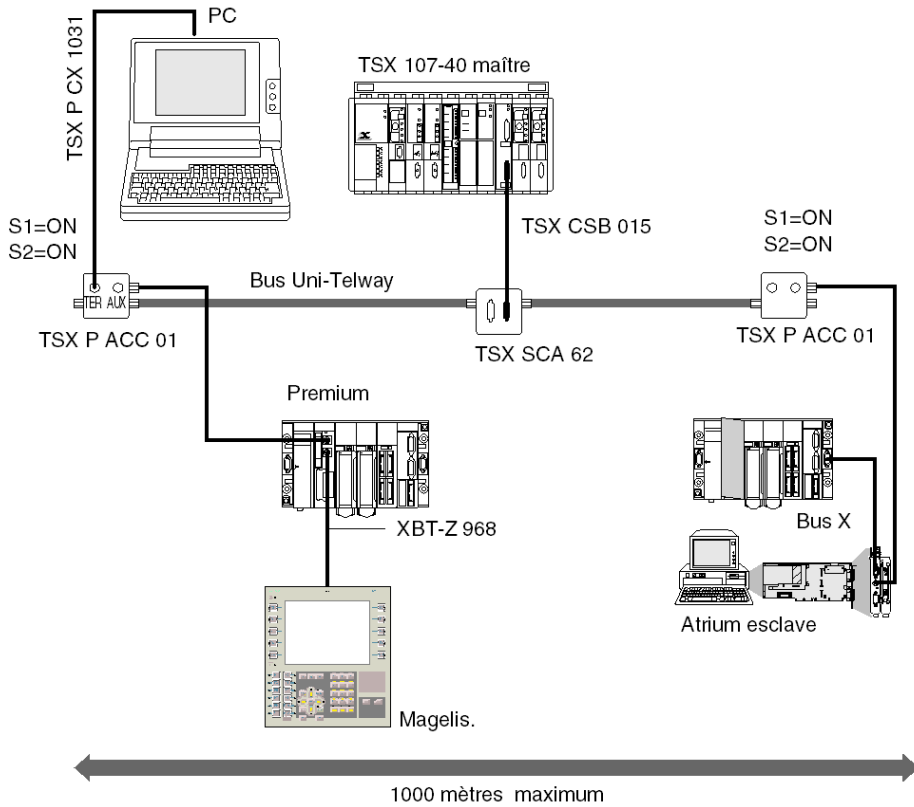 PC
TSX P CX 1031
TSX 107-40 maître
S1=ON
S2=ON
TSX CSB 015
S1=ON
S2=ON
Bus Uni-Telway
TER AUX
TSX P ACC 01
TSX SCA 62
TSX P ACC 01
Premium
XBT-Z 968
Bus X
Atrium esclave
Magelis.
1000 mètres maximum